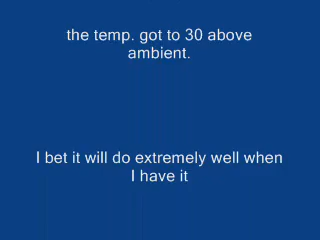 the temp. got to 30 above
ambient.
I bet it will do extremely well when
I have it